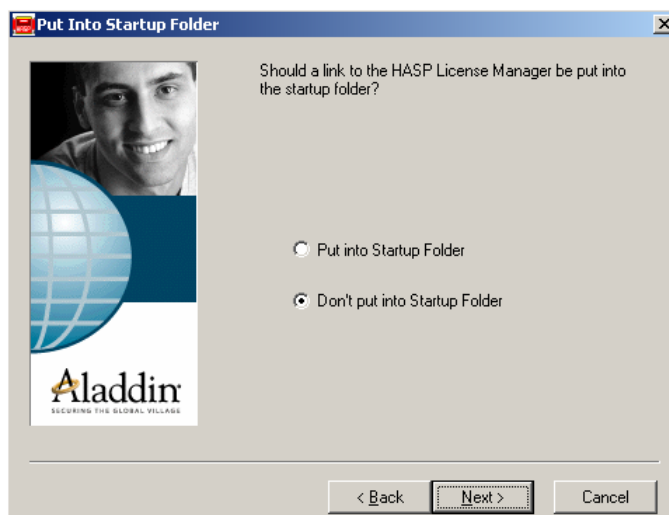 Put Into Startup Folder
Should a link to the HASP License Manager be put into
the startup folder?
Put into Startup Folder
Don't put into Startup Folder
Aladdin
SECURING THE GLOBAL VILLAGE
< Back
Next >
Cancel